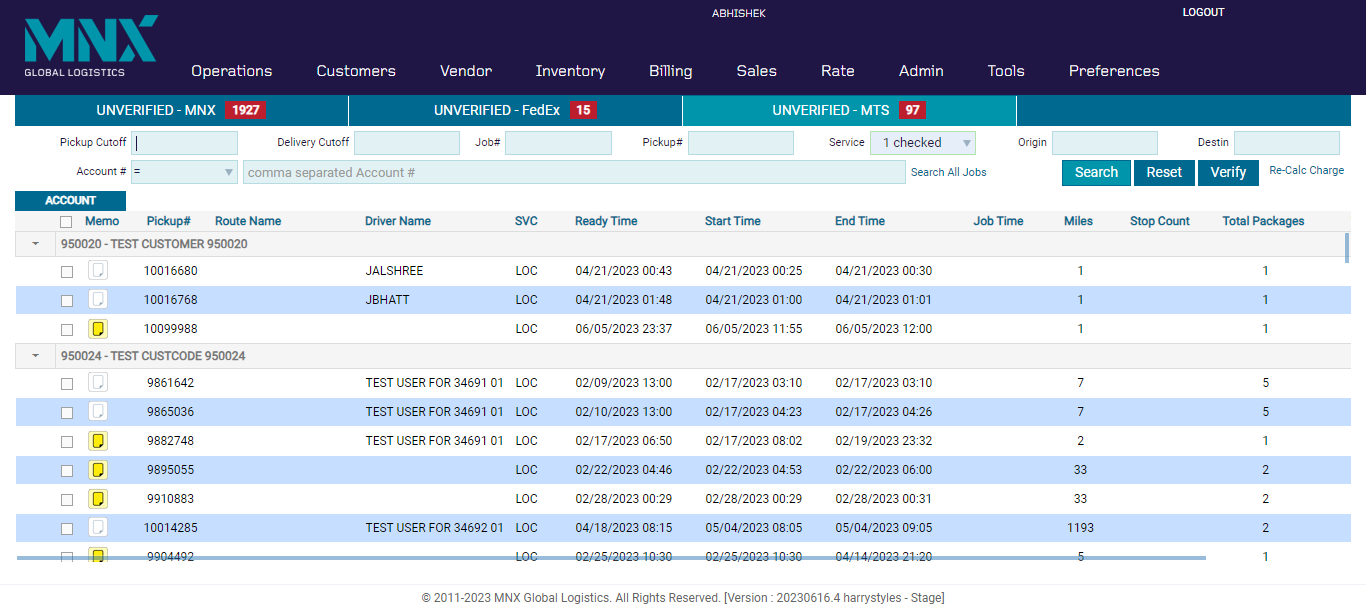 ABHISHEK LOGOUT
MNX
GLOBAL LOGISTICS
Operations Customers Vendor Inventory Billing Sales Rate Admin Tools Preferences
UNVERIFIED - MNX 1927 UNVERIFIED - FedEx 15 UNVERIFIED - MTS 97
Pickup Cutoff Delivery Cutoff Job# Pickup# Service 1 checked Origin Destin
Account # = comma separated Account # Search All Jobs Search Reset Verify Re-Calc Charge
ACCOUNT
Memo Pickup# Route Name Driver Name SVC Ready Time Start Time End Time Job Time Miles Stop Count Total Packages
950020 - TEST CUSTOMER 950020
10016680 JALSHREE LOC 04/21/2023 00:43 04/21/2023 00:25 04/21/2023 00:30 1 1
10016768 JBHATT LOC 04/21/2023 01:48 04/21/2023 01:00 04/21/2023 01:01 1 1
10099988 LOC 06/05/2023 23:37 06/05/2023 11:55 06/05/2023 12:00 1 1
950024 - TEST CUSTCODE 950024
9861642 TEST USER FOR 34691 01 LOC 02/09/2023 13:00 02/17/2023 03:10 02/17/2023 03:10 7 5
9865036 TEST USER FOR 34691 01 LOC 02/10/2023 13:00 02/17/2023 04:23 02/17/2023 04:26 7 5
9882748 TEST USER FOR 34691 01 LOC 02/17/2023 06:50 02/17/2023 08:02 02/19/2023 23:32 2 1
9895055 LOC 02/22/2023 04:46 02/22/2023 04:53 02/22/2023 06:00 33 2
9910883 LOC 02/28/2023 00:29 02/28/2023 00:29 02/28/2023 00:31 33 2
10014285 TEST USER FOR 34692 01 LOC 04/18/2023 08:15 05/04/2023 08:05 05/04/2023 09:05 1193 2
9904492 LOC 02/25/2023 10:30 02/25/2023 10:30 04/14/2023 21:20 5 1
© 2011-2023 MNX Global Logistics. All Rights Reserved. [Version : 20230616.4 harrystyles - Stage]